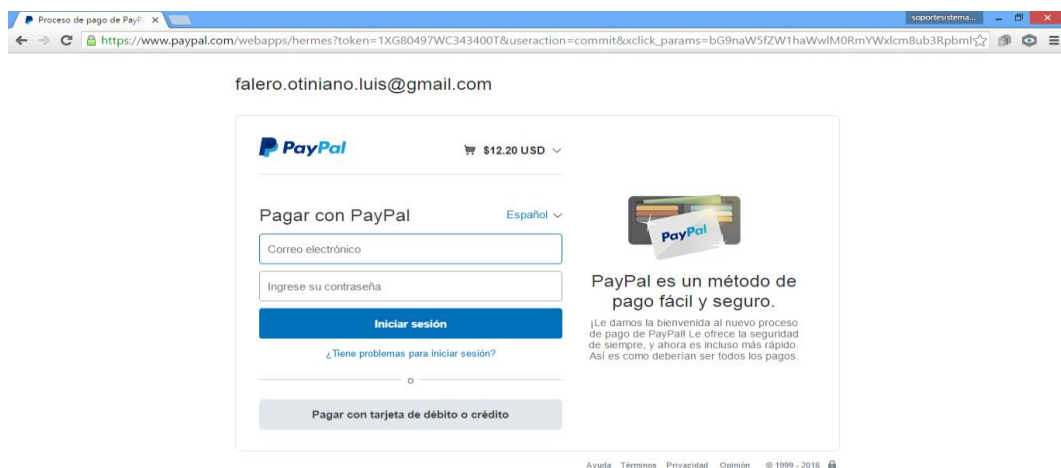 Proceso de pago de PayP
soportesistema...
https://www.paypal.com/webapps/hermes?token=1XG80497WC343400T&useraction=commit&xclick_params=bG9naW5fZW1haWwlM0RmYWxlcm8ub3Rpbml
falero.otiniano.luis@gmail.com
PayPal
$12.20 USD
Pagar con PayPal
Español
Correo electrónico
Ingrese su contraseña
Iniciar sesión
¿Tiene problemas para iniciar sesión?
o
Pagar con tarjeta de débito o crédito
PayPal
PayPal es un método de
pago fácil y seguro.
¡Le damos la bienvenida al nuevo proceso
de pago de PayPal! Le ofrece la seguridad
de siempre, y ahora es incluso más rápido.
Así es como deberían ser todos los pagos.
Ayuda Términos Privacidad Opinión © 1999 - 2016